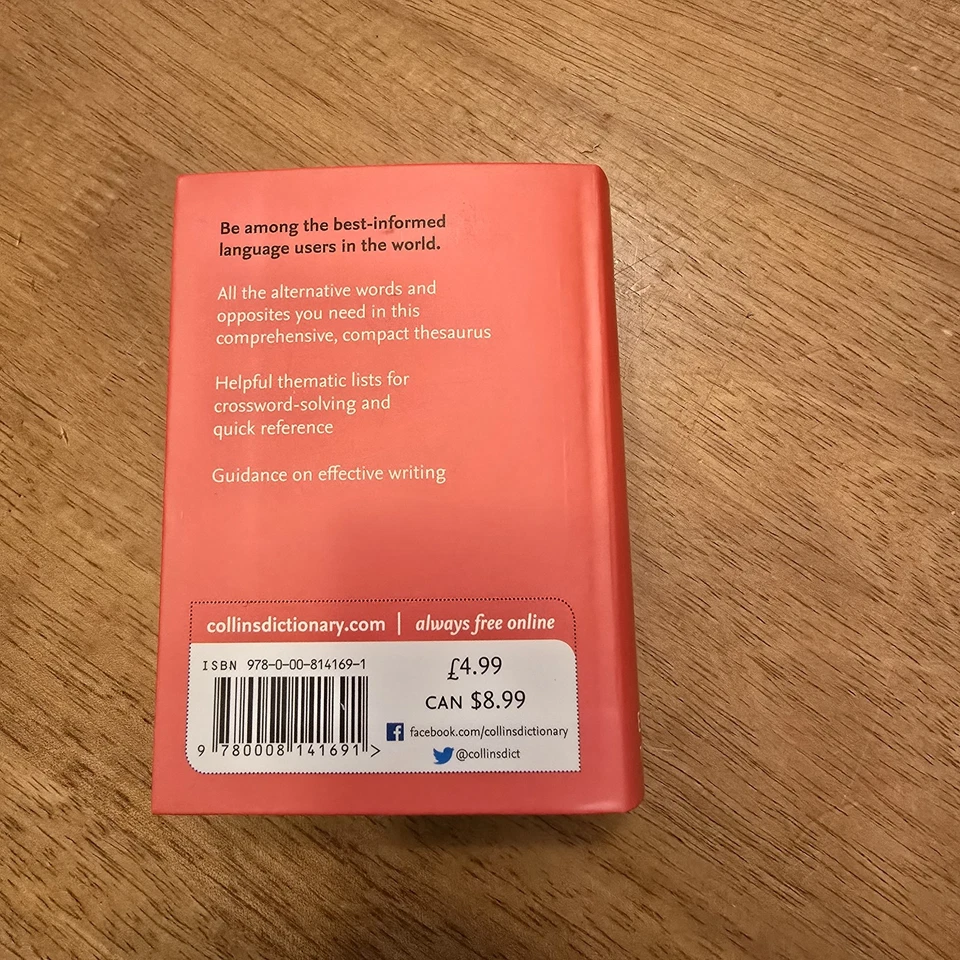 Be among the best-informed
language users in the world.
All the alternative words and
opposites you need in this
comprehensive, compact thesaurus
Helpful thematic lists for
crossword-solving and
quick reference
Guidance on effective writing
collinsdictionary.com | always free online
ISBN 978-0-00-814169-1
9 780008 141691 >
£4.99
CAN $8.99
facebook.com/collinsdictionary
@collinsdict